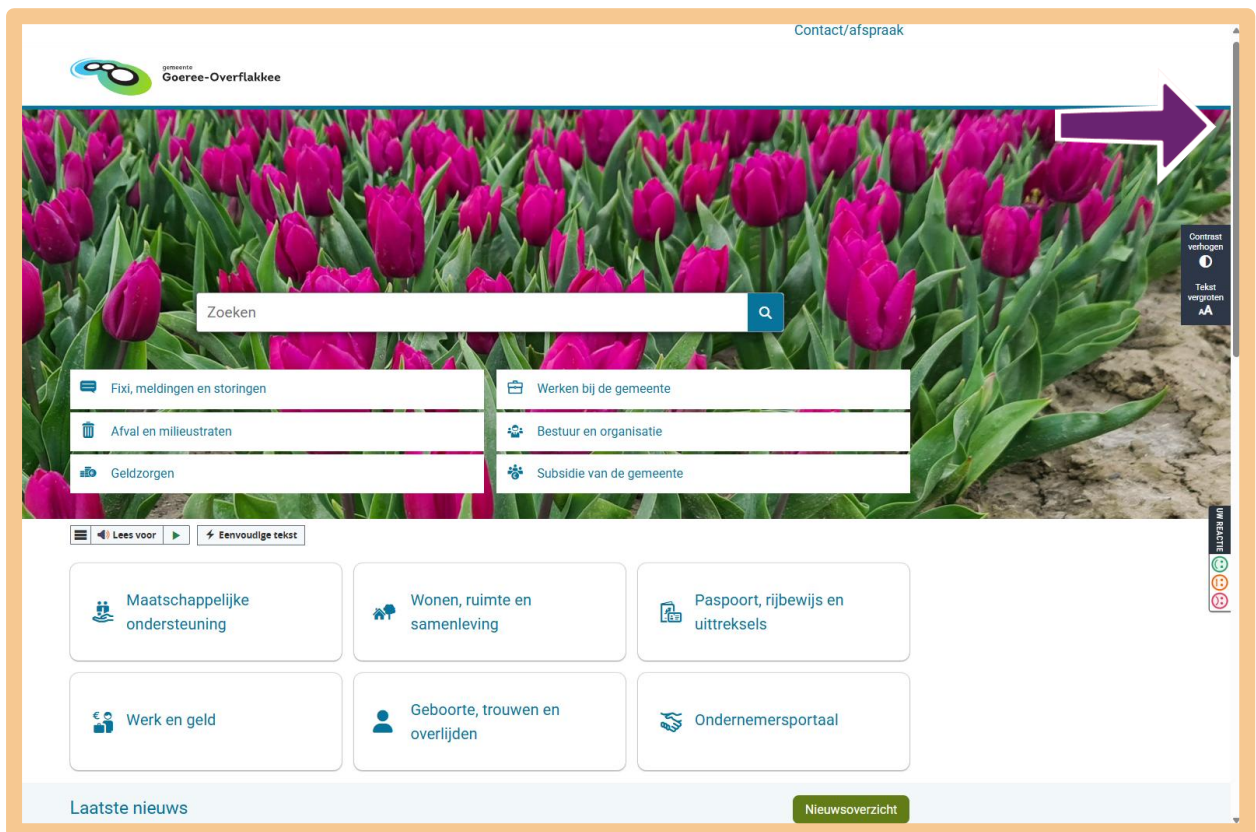 Contact/afspraak
gemeente
Goeree-Overflakkee
Contrast
verhogen
Tekst
vergroten
AA
Zoeken
Fixi, meldingen en storingen
Werken bij de gemeente
Afval en milieustraten
Bestuur en organisatie
Geldzorgen
Subsidie van de gemeente
UW REACTIE
Lees voor
Eenvoudige tekst
Maatschappelijke
ondersteuning
Wonen, ruimte en
samenleving
Paspoort, rijbewijs en
uittreksels
Werk en geld
Geboorte, trouwen en
overlijden
Ondernemersportaal
Laatste nieuws
Nieuwsoverzicht